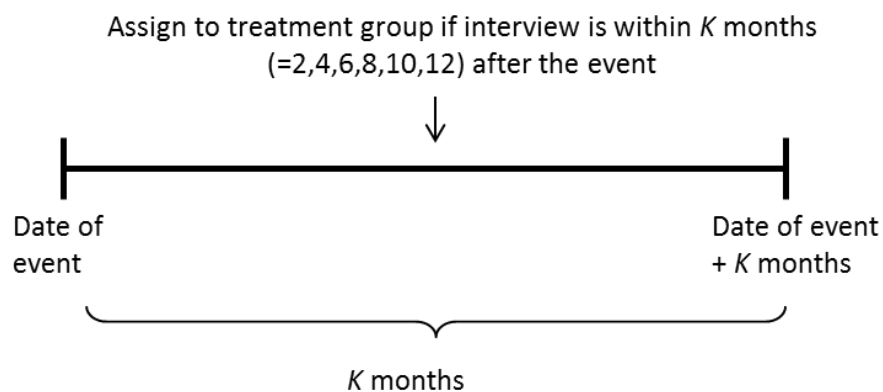 Assign to treatment group if interview is within K months
(=2,4,6,8,10,12) after the event
Date of
event
Date of event
+ K months
K months